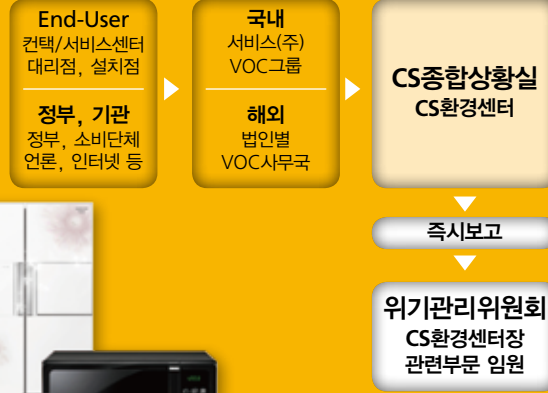 End-User
컨택/서비스센터
대리점, 설치점
정부, 기관
정부, 소비단체
언론, 인터넷 등
국내
서비스(주)
VOC그룹
해외
법인별
VOC사무국
CS종합상황실
CS환경센터
즉시보고
위기관리위원회
CS환경센터장
관련부문 임원